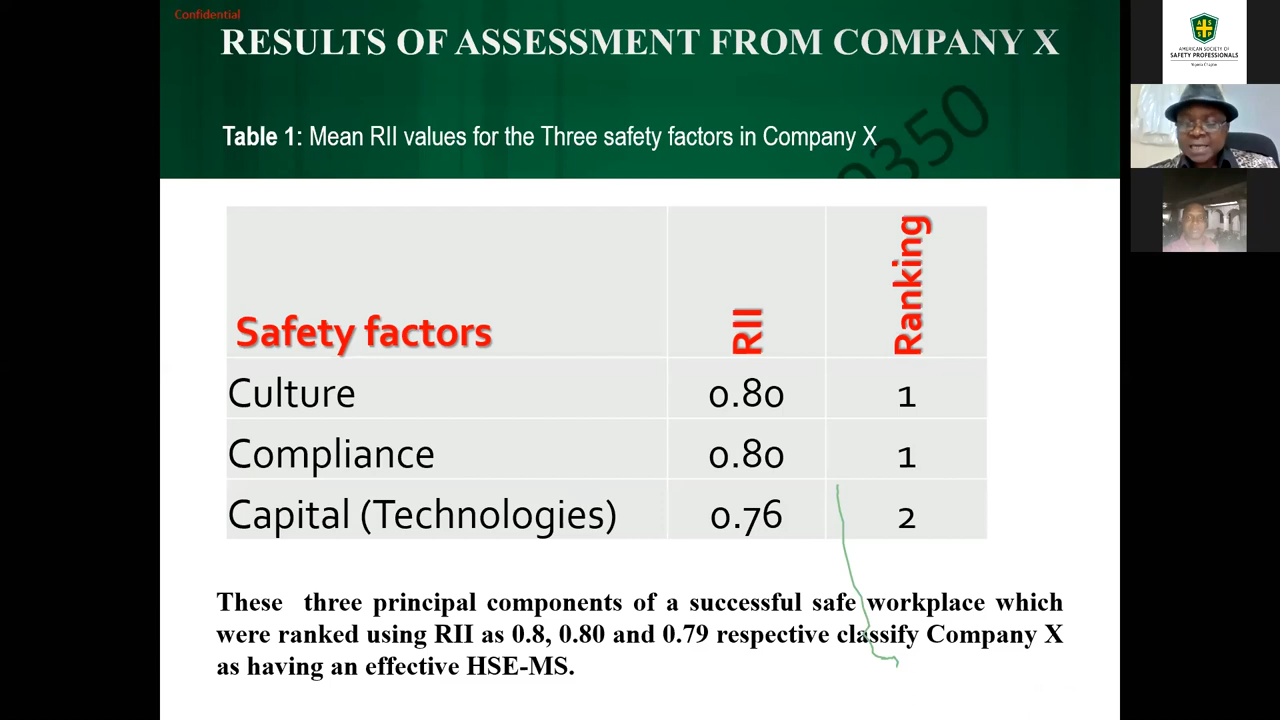 Confidential
RESULTS OF ASSESSMENT FROM COMPANY X
Table 1: Mean RII values for the Three safety factors in Company X
Safety factors RII Ranking
Culture 0.80 1
Compliance 0.80 1
Capital (Technologies) 0.76 2
These three principal components of a successful safe workplace which
were ranked using RII as 0.8, 0.80 and 0.79 respective classify Company X
as having an effective HSE-MS.
A S
S P
AMERICAN SOCIETY OF
SAFETY PROFESSIONALS
Nigeria Chapter